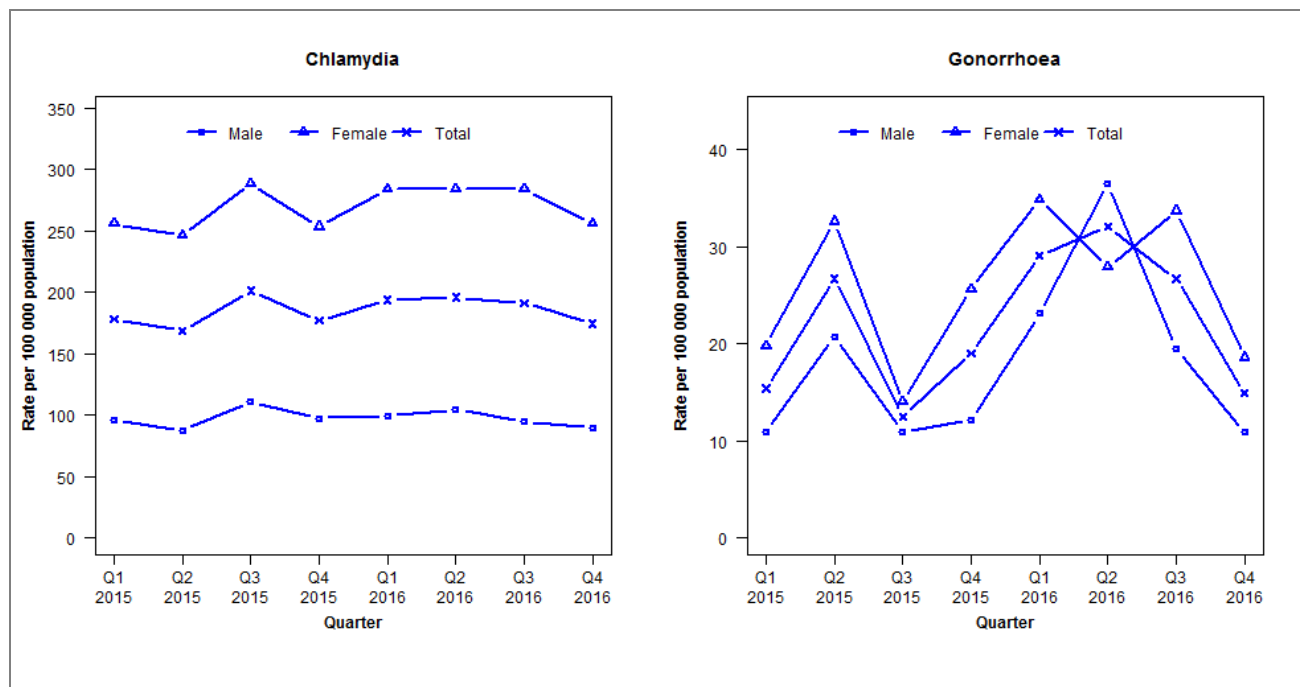 Chlamydia
Male Female Total
Rate per 100 000 population
350
300
250
200
150
100
50
0
Q1 Q2 Q3 Q4 Q1 Q2 Q3 Q4
2015 2015 2015 2015 2016 2016 2016 2016
Quarter
Gonorrhoea
Male Female Total
Rate per 100 000 population
40
30
20
10
0
Q1 Q2 Q3 Q4 Q1 Q2 Q3 Q4
2015 2015 2015 2015 2016 2016 2016 2016
Quarter